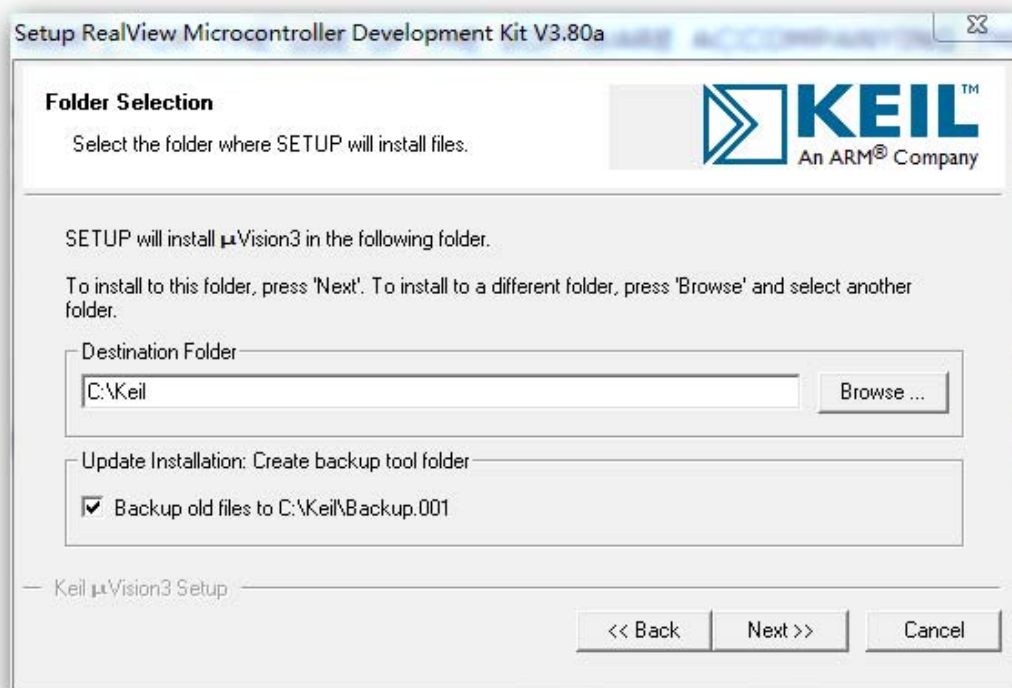 Setup RealView Microcontroller Development Kit V3.80a
ARE ACCOMPANYING
Folder Selection
Select the folder where SETUP will install files.
KEIL™
An ARM® Company
SETUP will install µVision3 in the following folder.
To install to this folder, press 'Next'. To install to a different folder, press 'Browse' and select another
folder.
Destination Folder
C:\Keil
Browse ...
Update Installation: Create backup tool folder
Backup old files to C:\Keil\Backup.001
Keil µVision3 Setup
<< Back
Next >>
Cancel